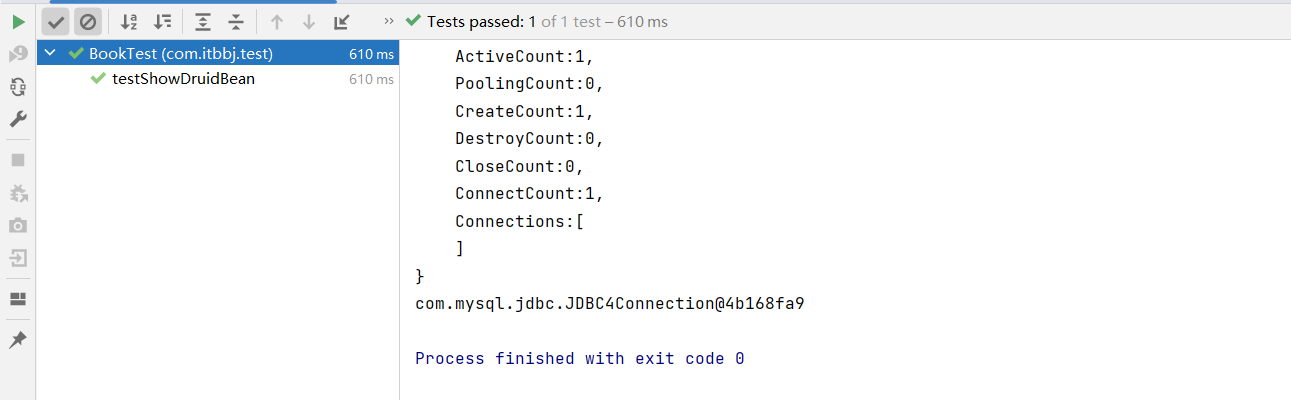 Tests passed: 1 of 1 test – 610 ms
BookTest (com.itbbj.test) 610 ms
testShowDruidBean 610 ms
ActiveCount:1,
PoolingCount:0,
CreateCount:1,
DestroyCount:0,
CloseCount:0,
ConnectCount:1,
Connections:[
]
}
com.mysql.jdbc.JDBC4Connection@4b168fa9
Process finished with exit code 0